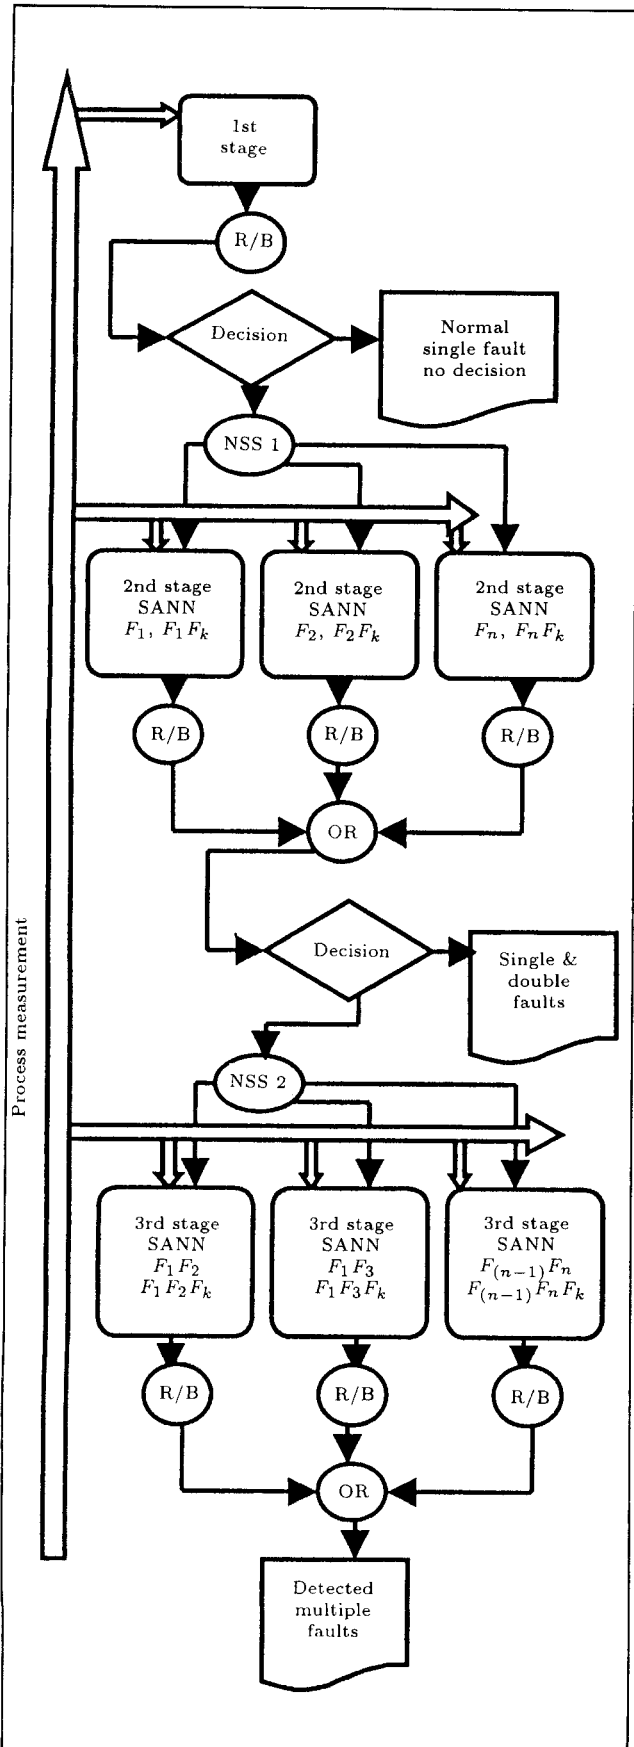 1st
stage
R/B
Decision
Normal
single fault
no decision
NSS 1
2nd stage
SANN
F₁, F₁Fₖ
2nd stage
SANN
F₂, F₂Fₖ
2nd stage
SANN
Fₙ, FₙFₖ
R/B
R/B
R/B
OR
Decision
Single &
double
faults
Process measurement
NSS 2
3rd stage
SANN
F₁F₂
F₁F₂Fₖ
3rd stage
SANN
F₁F₃
F₁F₃Fₖ
3rd stage
SANN
F₍ₙ₋₁₎Fₙ
F₍ₙ₋₁₎FₙFₖ
R/B
R/B
R/B
OR
Detected
multiple
faults